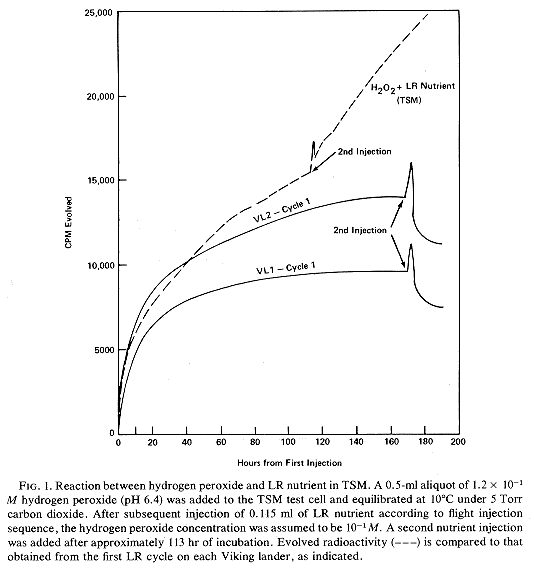 25,000
20,000
15,000
10,000
5000
0
CPM Evolved
H2O2 + LR Nutrient
(TSM)
2nd Injection
VL2 – Cycle 1
2nd Injection
VL1 – Cycle 1
0 20 40 60 80 100 120 140 160 180 200
Hours from First Injection
FIG. 1. Reaction between hydrogen peroxide and LR nutrient in TSM. A 0.5-ml aliquot of 1.2 × 10⁻¹
M hydrogen peroxide (pH 6.4) was added to the TSM test cell and equilibrated at 10°C under 5 Torr
carbon dioxide. After subsequent injection of 0.115 ml of LR nutrient according to flight injection
sequence, the hydrogen peroxide concentration was assumed to be 10⁻¹ M. A second nutrient injection
was added after approximately 113 hr of incubation. Evolved radioactivity (---) is compared to that
obtained from the first LR cycle on each Viking lander, as indicated.